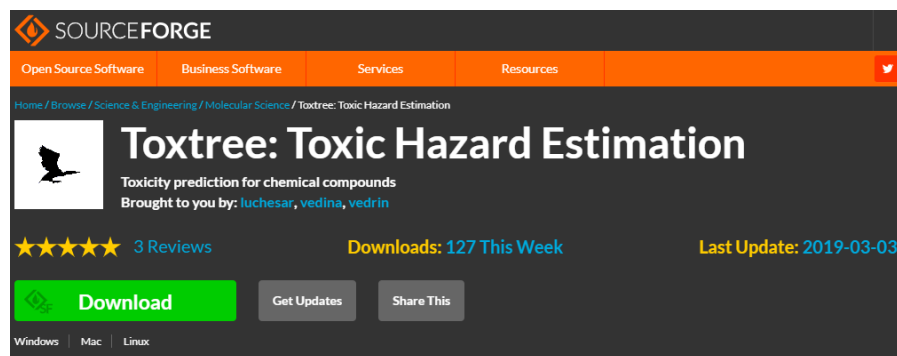 SOURCEFORGE
Open Source Software Business Software Services Resources
Home / Browse / Science & Engineering / Molecular Science / Toxtree: Toxic Hazard Estimation
Toxtree: Toxic Hazard Estimation
Toxicity prediction for chemical compounds
Brought to you by: luchesar, vedina, vedrin
3 Reviews Downloads: 127 This Week Last Update: 2019-03-03
SF Download Get Updates Share This
Windows Mac Linux